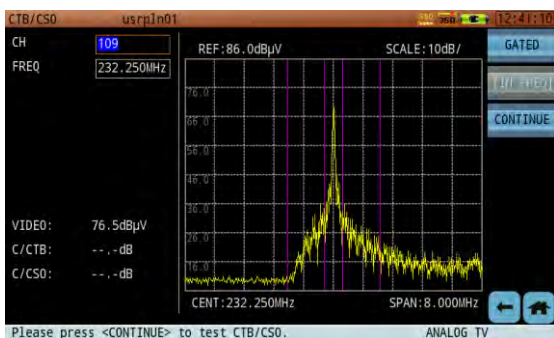 CTB/CSO usrpIn01 12:41:10
CH 109
FREQ 232.250MHz
REF:86.0dBµV SCALE:10dB/
76.0
66.0
56.0
46.0
36.0
26.0
16.0
CENT:232.250MHz SPAN:8.000MHz
VIDEO: 76.5dBµV
C/CTB: --.-dB
C/CSO: --.-dB
GATED
CONTINUE
Please press <CONTINUE> to test CTB/CSO. ANALOG TV